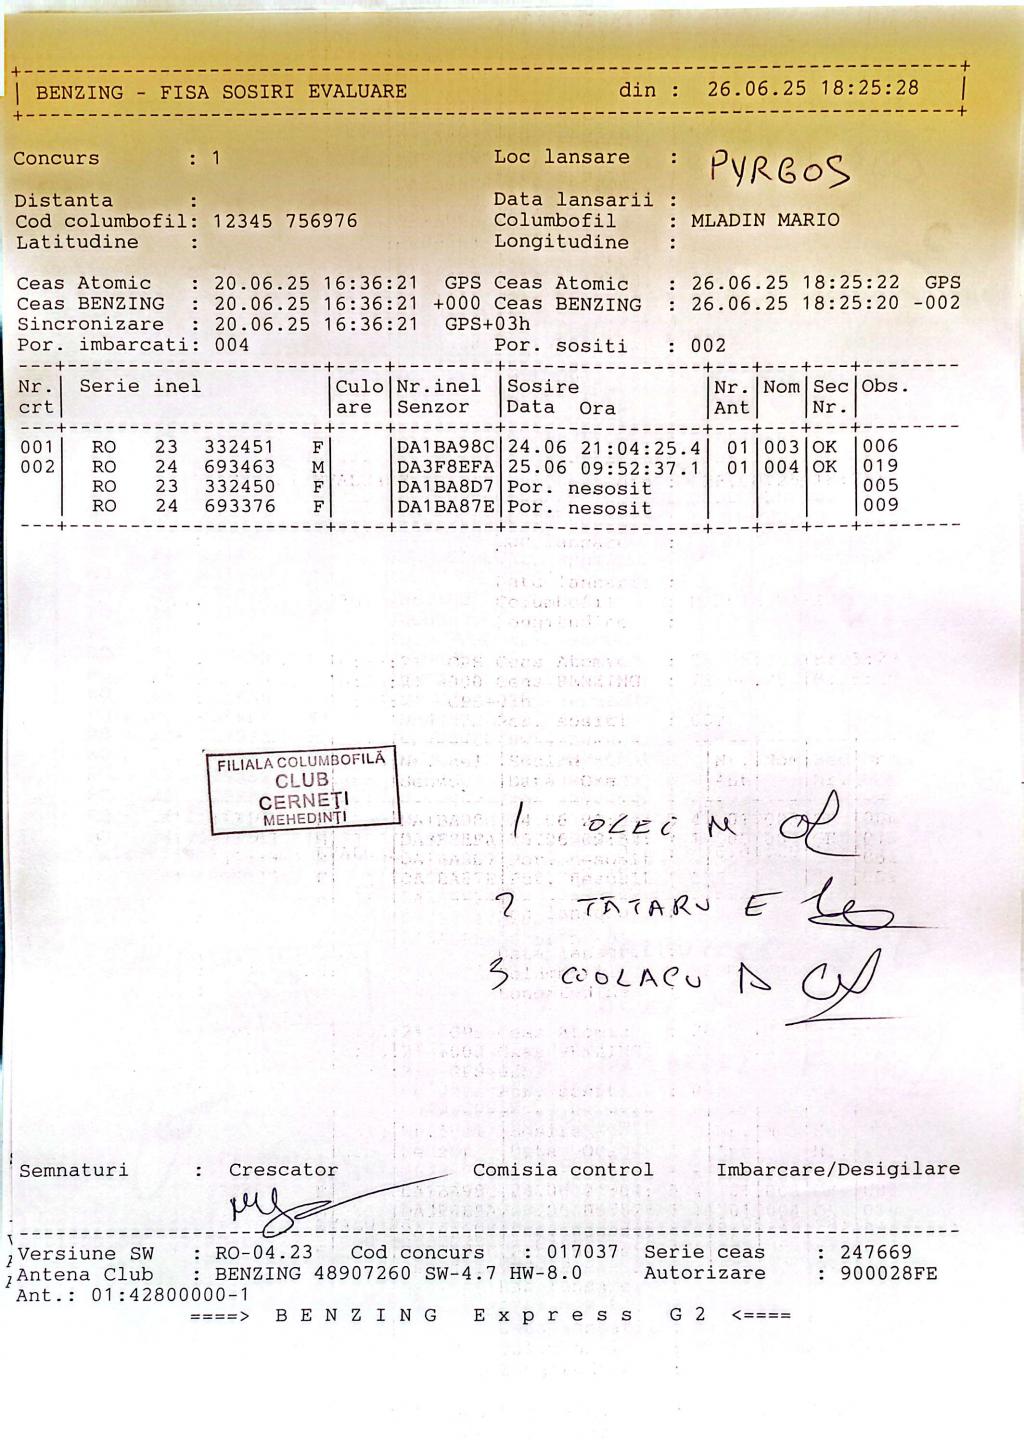 BENZING - FISA SOSIRI EVALUARE din : 26.06.25 18:25:28
Concurs : 1 Loc lansare : PYRGOS
Distanta : Data lansarii :
Cod columbofil: 12345 756976 Columbofil : MLADIN MARIO
Latitudine : Longitudine :
Ceas Atomic : 20.06.25 16:36:21 GPS Ceas Atomic : 26.06.25 18:25:22 GPS
Ceas BENZING : 20.06.25 16:36:21 +000 Ceas BENZING : 26.06.25 18:25:20 -002
Sincronizare : 20.06.25 16:36:21 GPS+03h
Por. imbarcati: 004 Por. sositi : 002
Nr. | Serie inel | Culo | Nr.inel | Sosire | Nr. | Nom | Sec | Obs.
crt | | are | Senzor | Data Ora | Ant | | Nr. |
001 | RO 23 332451 F | | DA1BA98C | 24.06 21:04:25.4 | 01 | 003 | OK | 006
002 | RO 24 693463 M | | DA3F8EFA | 25.06 09:52:37.1 | 01 | 004 | OK | 019
RO 23 332450 F | | DA1BA8D7 | Por. nesosit | | | | 005
RO 24 693376 F | | DA1BA87E | Por. nesosit | | | | 009
FILIALA COLUMBOFILĂ
CLUB
CERNEŢI
MEHEDINŢI
1 OLEI M
2 TATARU E
3 COOLACU D
Semnaturi : Crescator Comisia control Imbarcare/Desigilare
Versiune SW : RO-04.23 Cod concurs : 017037 Serie ceas : 247669
Antena Club : BENZING 48907260 SW-4.7 HW-8.0 Autorizare : 900028FE
Ant.: 01:42800000-1
====> B E N Z I N G E x p r e s s G 2 <====